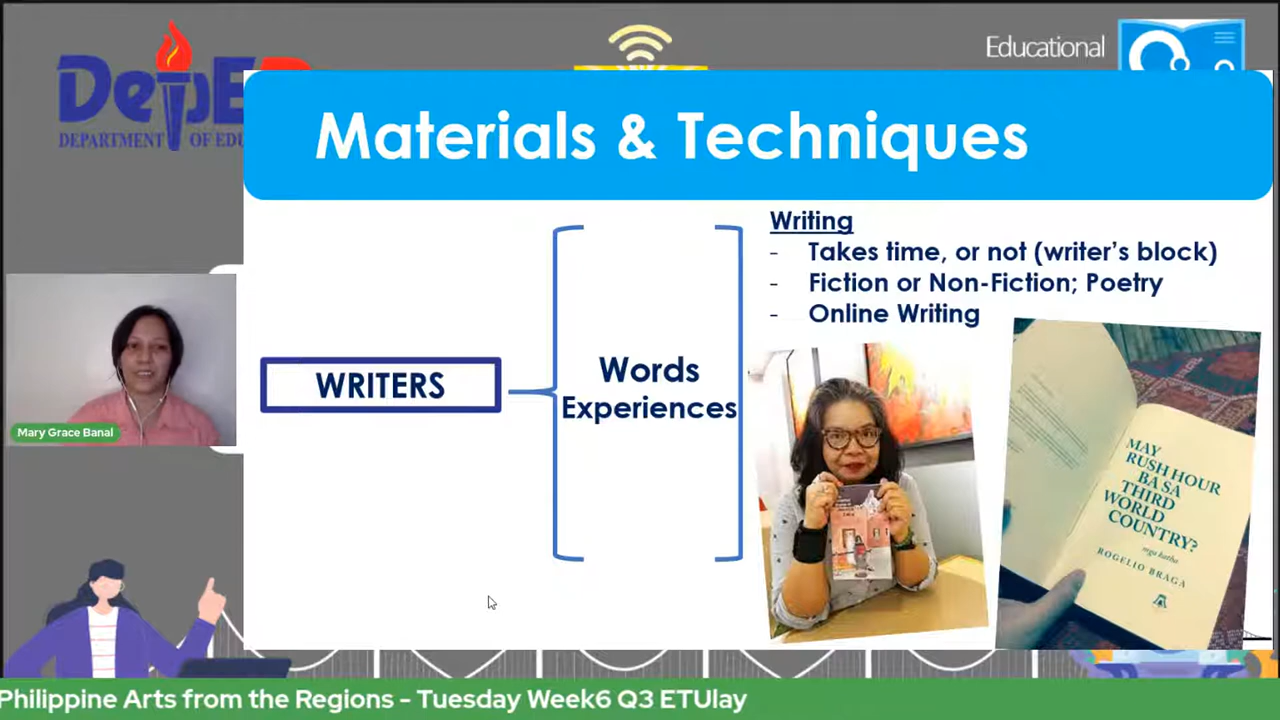 DepED
DEPARTMENT OF EDU
Educational
Materials & Techniques
Writing
- Takes time, or not (writer's block)
- Fiction or Non-Fiction; Poetry
- Online Writing
WRITERS
Words
Experiences
MAY
RUSH HOUR
BA SA
THIRD
WORLD
COUNTRY?
mga katha
ROGELIO BRAGA
Mary Grace Banal
Philippine Arts from the Regions - Tuesday Week6 Q3 ETUlay